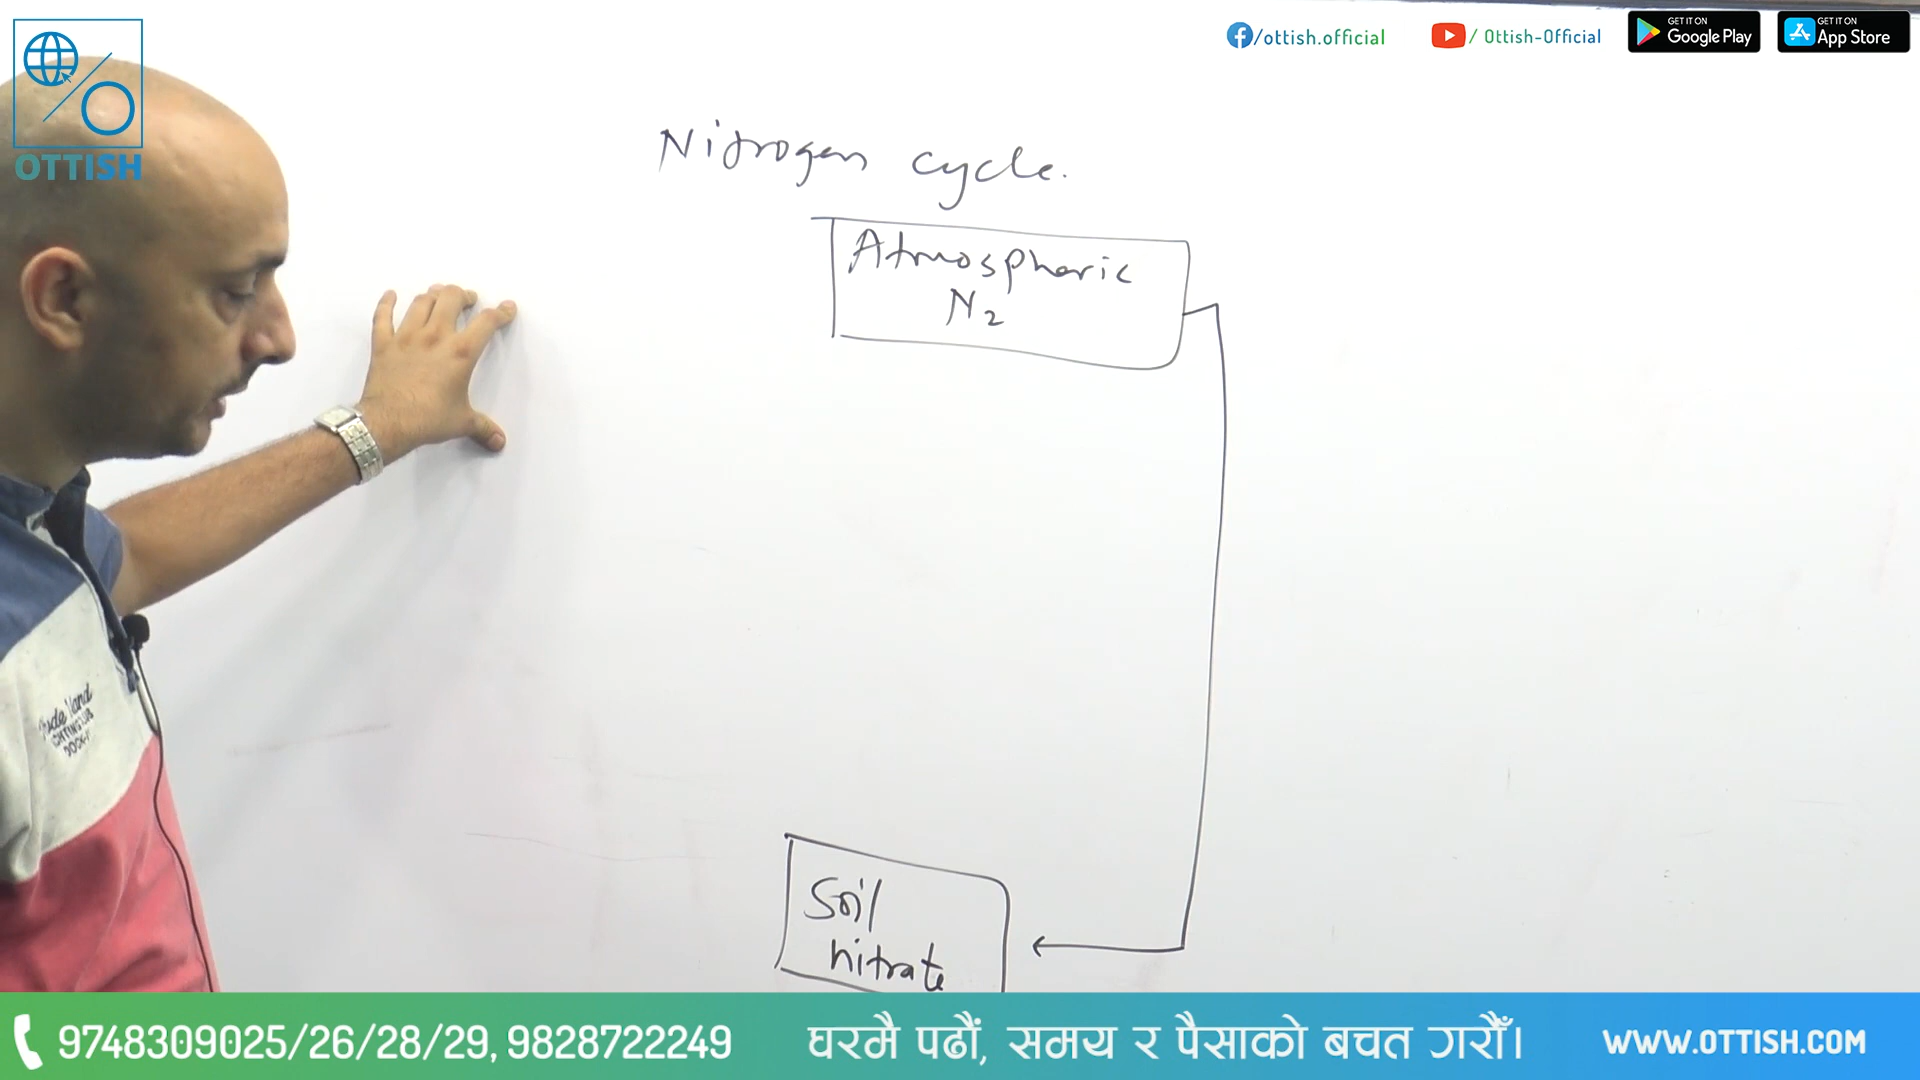 OTTISH
/ottish.official
/ Ottish-Official
GET IT ON
Google Play
GET IT ON
App Store
Nitrogen cycle.
Atmospheric
N2
Soil
nitrate
9748309025/26/28/29, 9828722249
घरमै पढौं, समय र पैसाको बचत गरौँ।
WWW.OTTISH.COM